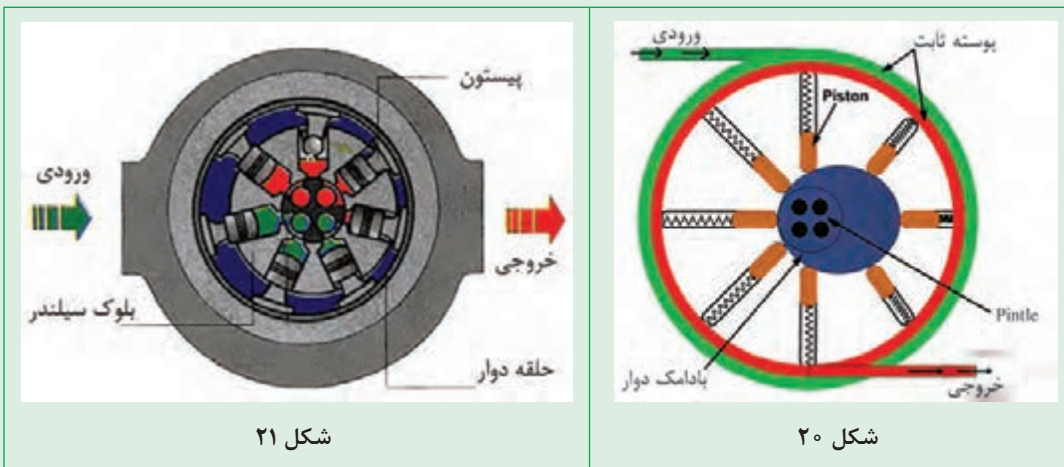 ورودی
پوسته ثابت
Piston
Pintle
بادامک دوار
خروجی
شکل ۲۰
پیستون
ورودی
خروجی
بلوک سیلندر
حلقه دوار
شکل ۲۱